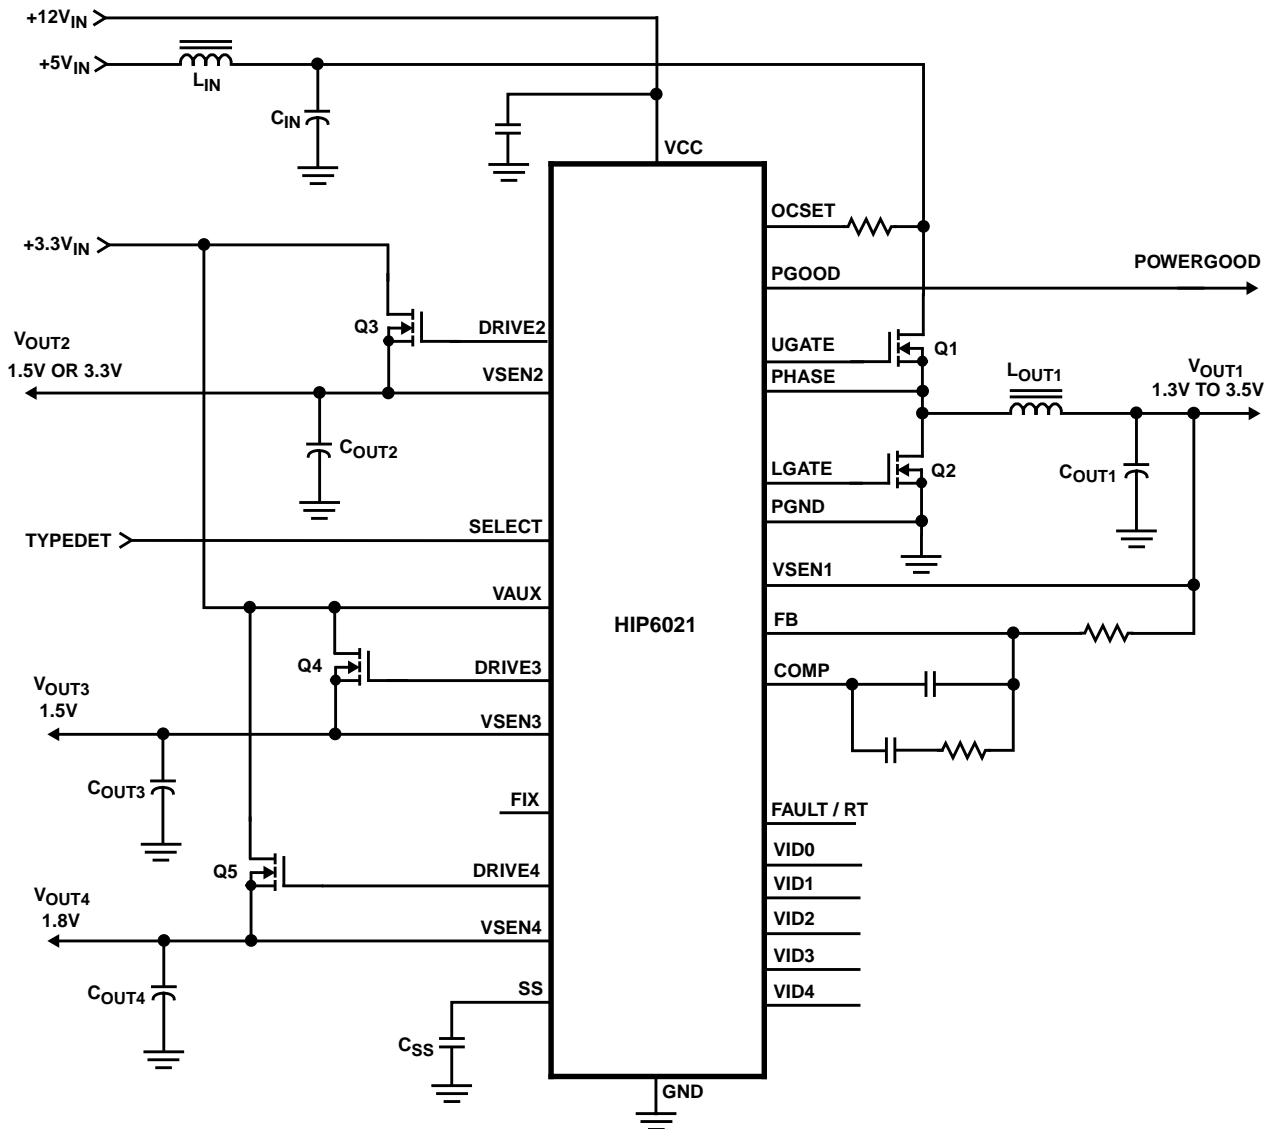 +12VIN
+5VIN
LIN
CIN
VCC
OCSET
+3.3VIN
PGOOD
POWERGOOD
Q3
DRIVE2
UGATE
Q1
VOUT2
1.5V OR 3.3V
VSEN2
PHASE
LOUT1
VOUT1
1.3V TO 3.5V
COUT2
LGATE
Q2
COUT1
PGND
TYPEDET
SELECT
VSEN1
VAUX
HIP6021
FB
Q4
DRIVE3
COMP
VOUT3
1.5V
VSEN3
COUT3
FIX
FAULT / RT
VID0
Q5
DRIVE4
VID1
VOUT4
1.8V
VSEN4
VID2
VID3
COUT4
SS
VID4
CSS
GND